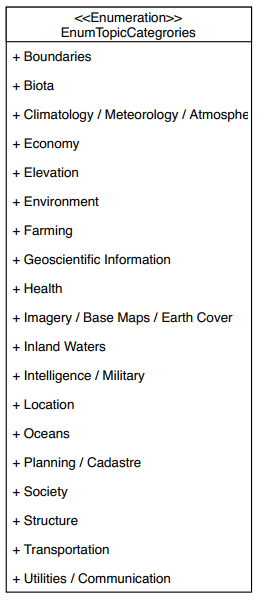 <<Enumeration>>
EnumTopicCategrories
+ Boundaries
+ Biota
+ Climatology / Meteorology / Atmosphe
+ Economy
+ Elevation
+ Environment
+ Farming
+ Geoscientific Information
+ Health
+ Imagery / Base Maps / Earth Cover
+ Inland Waters
+ Intelligence / Military
+ Location
+ Oceans
+ Planning / Cadastre
+ Society
+ Structure
+ Transportation
+ Utilities / Communication